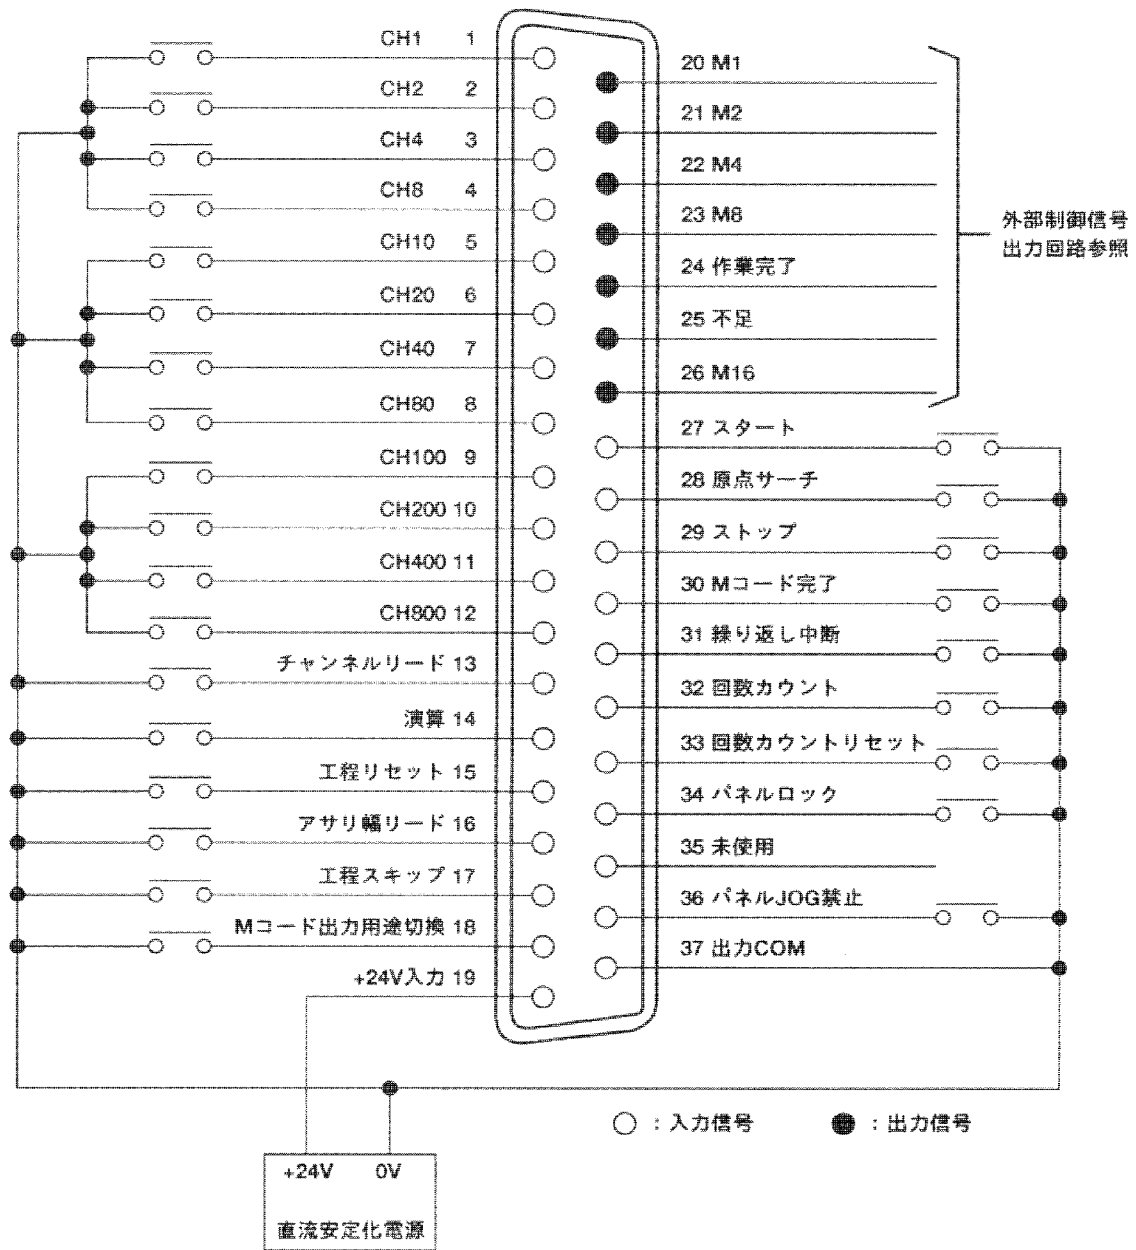 CH1 1
CH2 2
CH4 3
CH8 4
CH10 5
CH20 6
CH40 7
CH80 8
CH100 9
CH200 10
CH400 11
CH800 12
チャンネルリード 13
演算 14
工程リセット 15
アサリ幅リード 16
工程スキップ 17
Mコード出力用途切換 18
+24V入力 19
20 M1
21 M2
22 M4
23 M8
24 作業完了
25 不足
26 M16
外部制御信号
出力回路参照
27 スタート
28 原点サーチ
29 ストップ
30 Mコード完了
31 繰り返し中断
32 回数カウント
33 回数カウントリセット
34 パネルロック
35 未使用
36 パネルJOG禁止
37 出力COM
:入力信号
:出力信号
+24V 0V
直流安定化電源